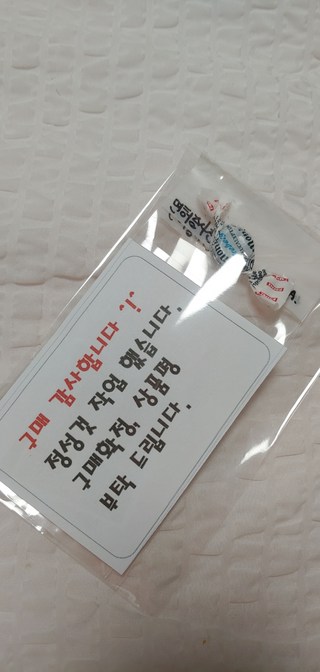 구매 감사합니다 :.:
정성껏 작업 했습니다.
구매확정, 상품평
부탁 드립니다.